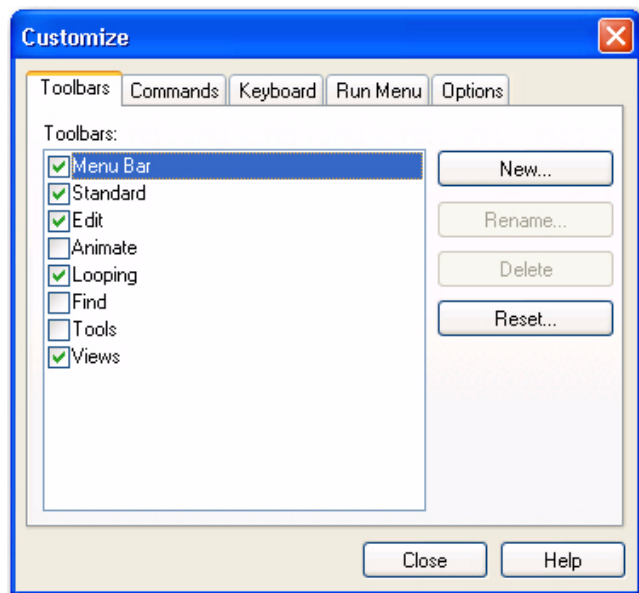 Customize
Toolbars Commands Keyboard Run Menu Options
Toolbars:
Menu Bar
Standard
Edit
Animate
Looping
Find
Tools
Views
New...
Rename...
Delete
Reset...
Close Help